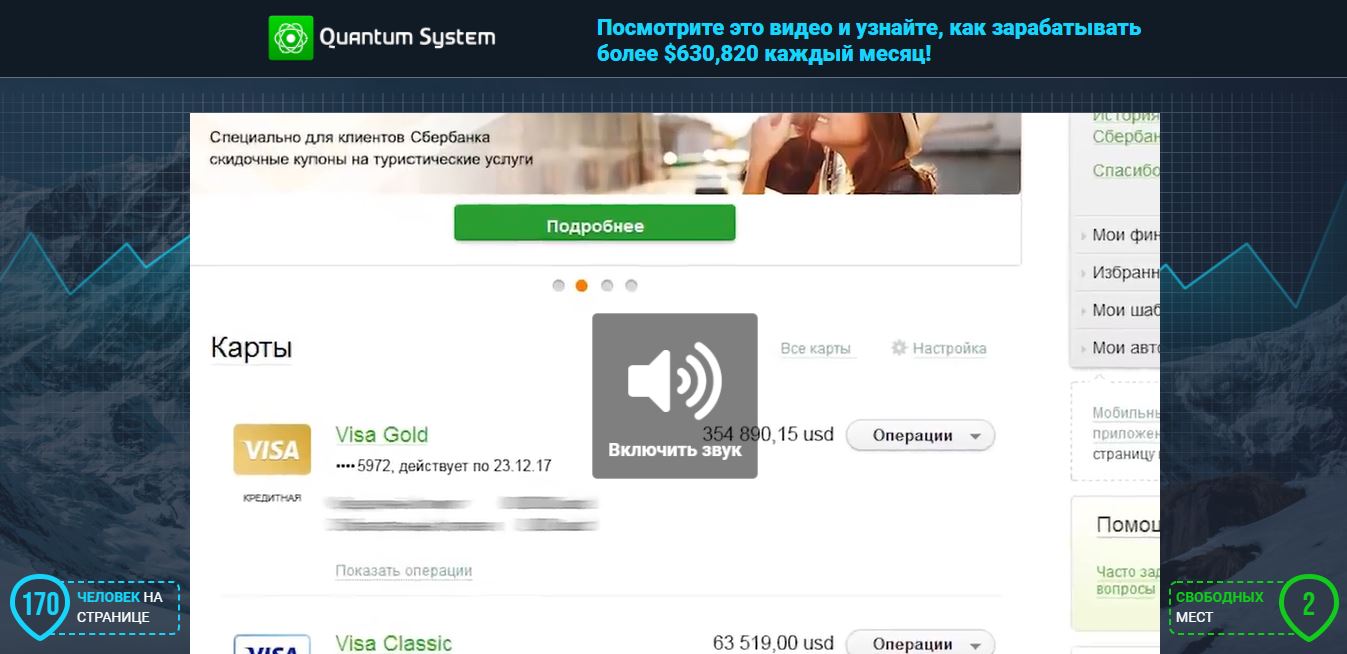 Quantum System
Посмотрите это видео и узнайте, как зарабатывать
более $630,820 каждый месяц!
Специально для клиентов Сбербанка
скидочные купоны на туристические услуги
Подробнее
История
Сбербан
Спасибо
Мои фин
Избранн
Мои шаб
Мои авто
Карты
Все карты
Настройка
Включить звук
VISA
Visa Gold
354 890,15 usd
Операции
•••• 5972, действует по 23.12.17
КРЕДИТНАЯ
Показать операции
Мобильны
приложен
страницу
Помощ
Часто зад
вопросы
VISA
Visa Classic
63 519,00 usd
Операции
170
ЧЕЛОВЕК НА
СТРАНИЦЕ
СВОБОДНЫХ
МЕСТ
2